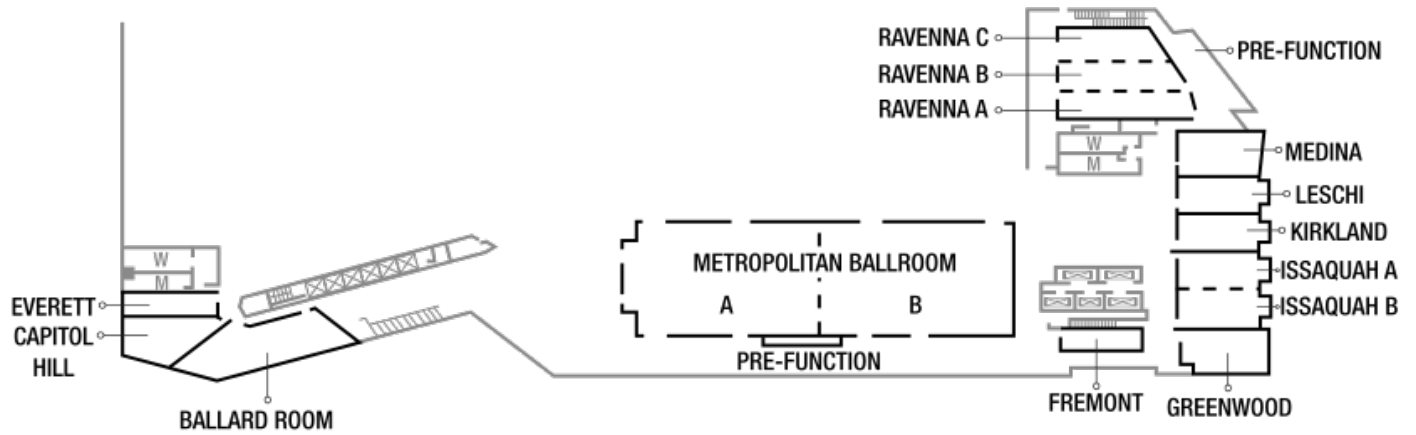 RAVENNA C
PRE-FUNCTION
RAVENNA B
RAVENNA A
W
M
MEDINA
LESCHI
KIRKLAND
W
M
METROPOLITAN BALLROOM
A
B
ISSAQUAH A
ISSAQUAH B
EVERETT
CAPITOL
HILL
PRE-FUNCTION
BALLARD ROOM
FREMONT
GREENWOOD